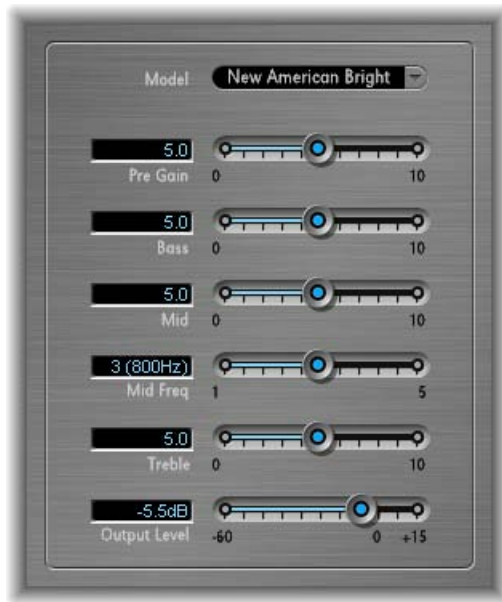 Model New American Bright
5.0
Pre Gain 0 10
5.0
Bass 0 10
5.0
Mid 0 10
3 (800Hz)
Mid Freq 1 5
5.0
Treble 0 10
-5.5dB
Output Level -60 0 +15